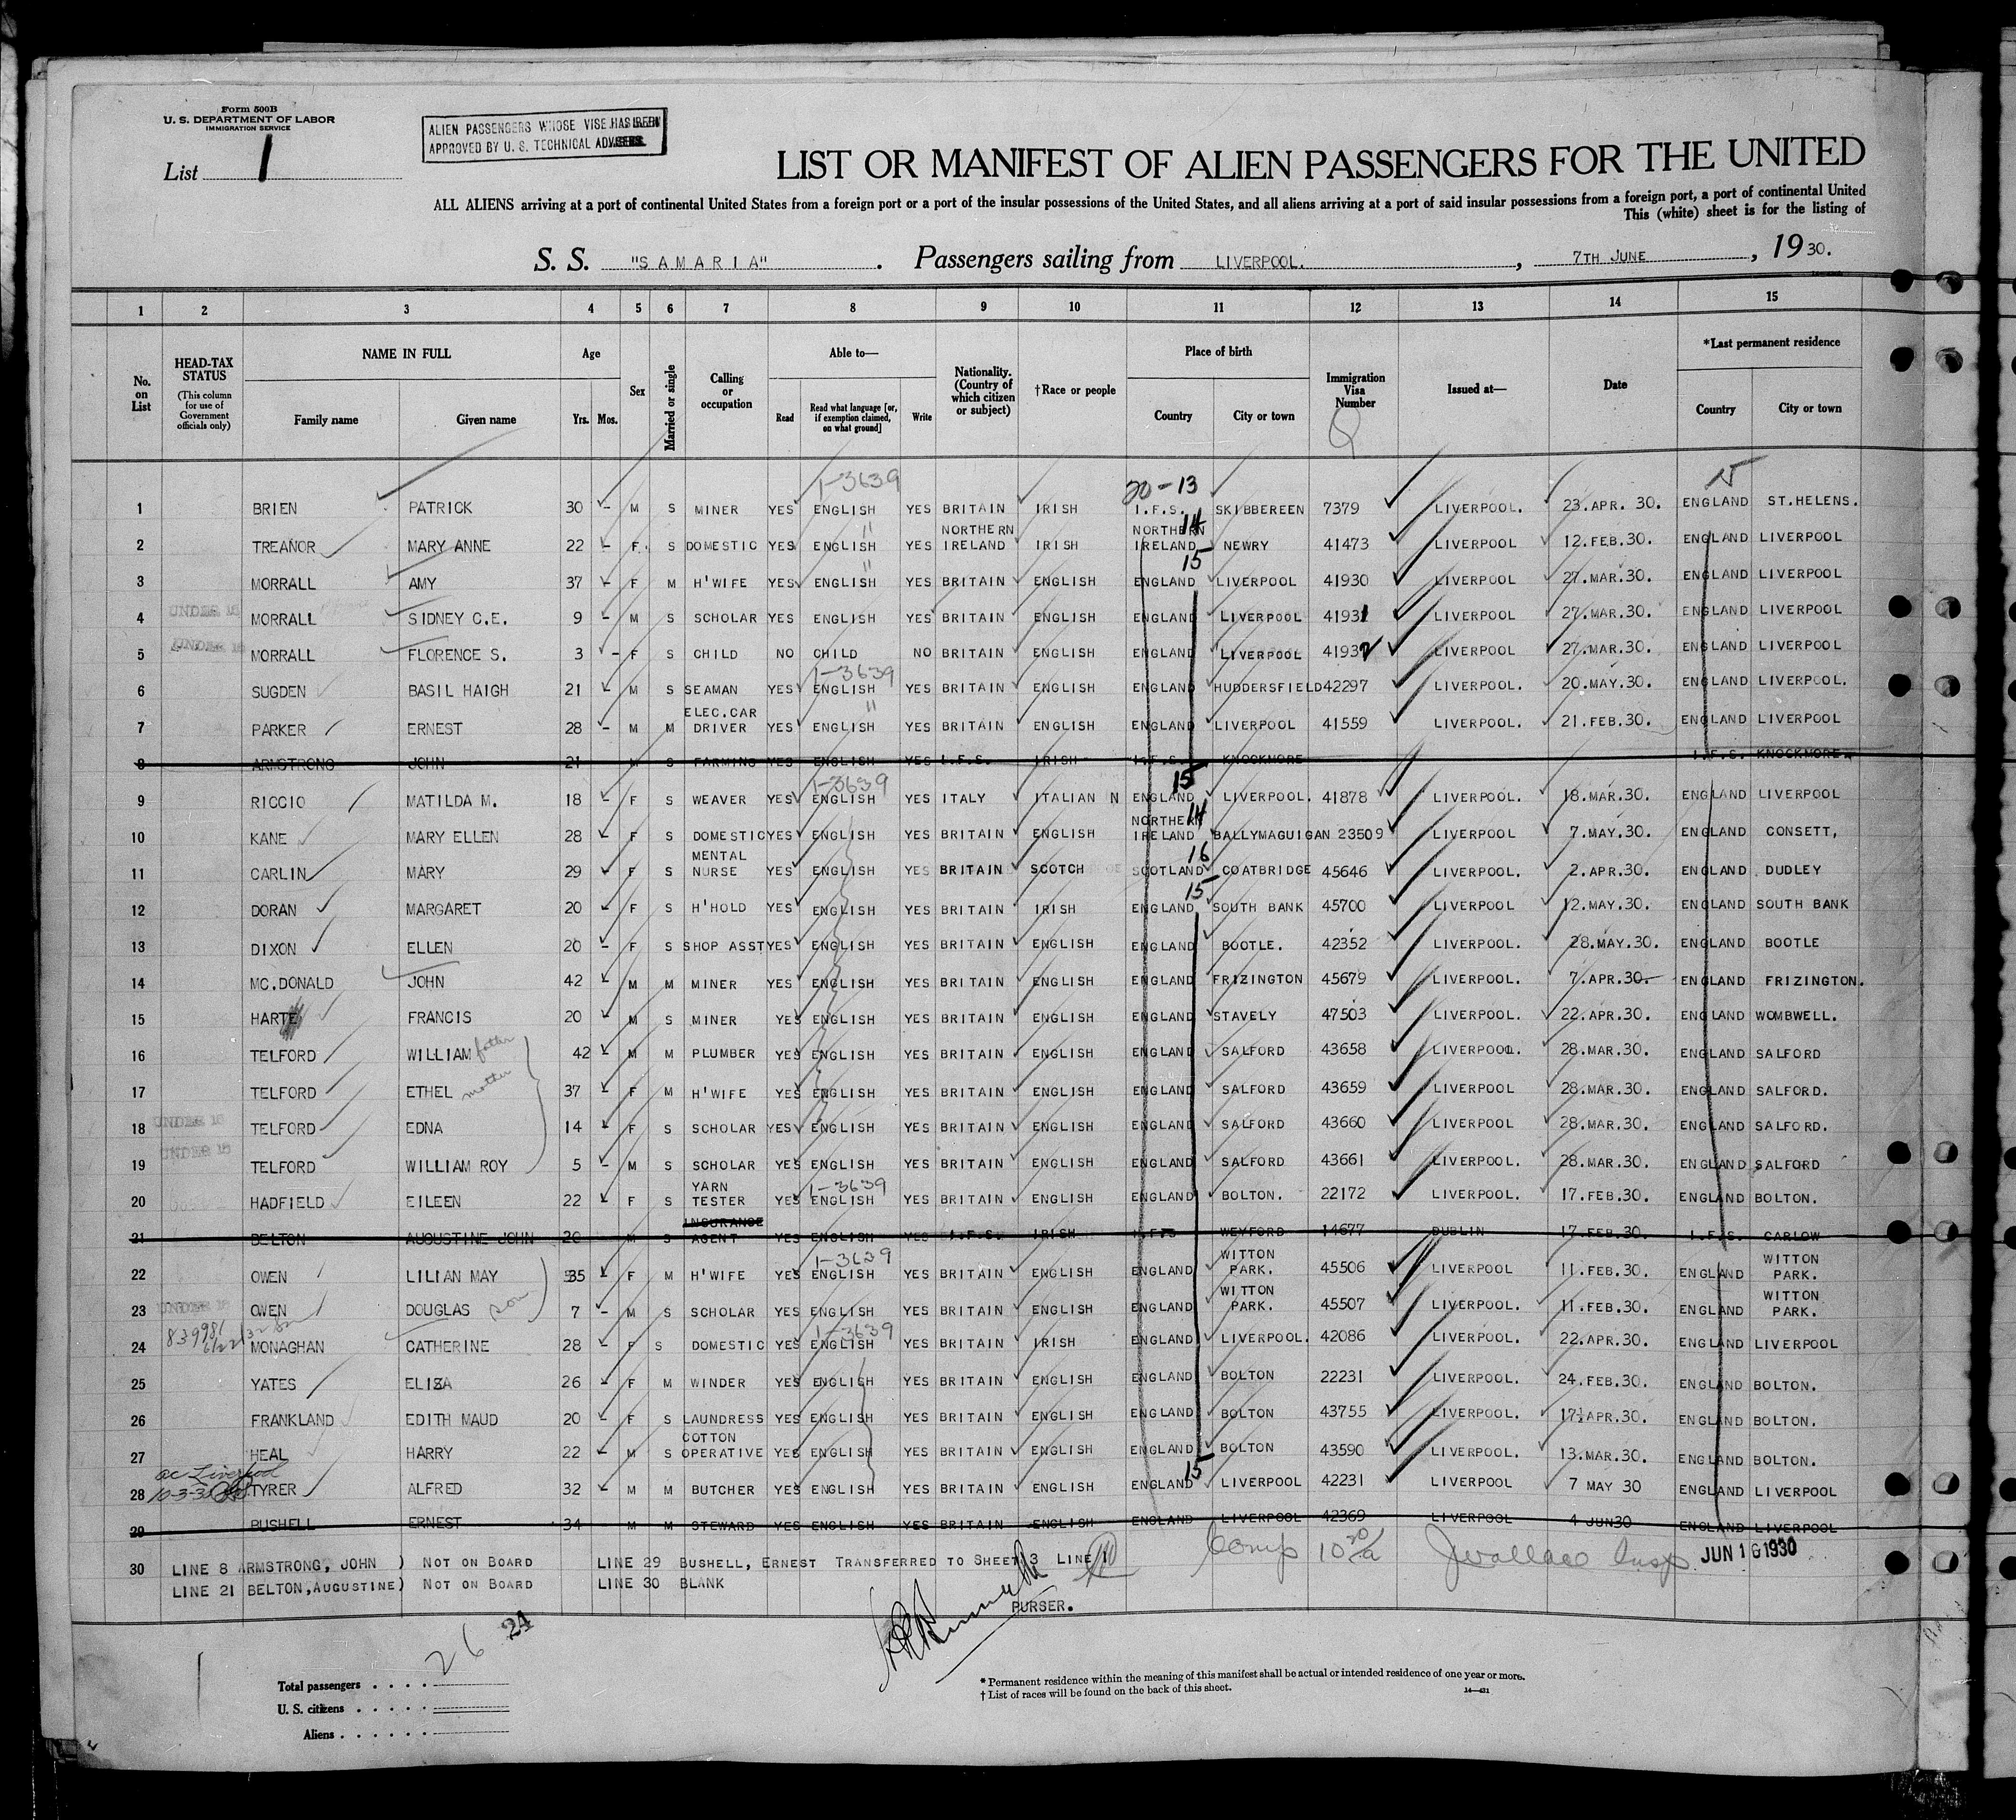 Form 500B
U. S. DEPARTMENT OF LABOR
IMMIGRATION SERVICE
List 1
ALIEN PASSENGERS WHOSE VISE HAS BEEN
APPROVED BY U. S. TECHNICAL ADVISERS.
LIST OR MANIFEST OF ALIEN PASSENGERS FOR THE UNITED
ALL ALIENS arriving at a port of continental United States from a foreign port or a port of the insular possessions of the United States, and all aliens arriving at a port of said insular possessions from a foreign port, a port of continental United
This (white) sheet is for the listing of
S. S. "SAMARIA". Passengers sailing from LIVERPOOL., 7TH JUNE, 1930.
1 2 3 4 5 6 7 8 9 10 11 12 13 14 15
No. on List
HEAD-TAX STATUS (This column for use of Government officials only)
NAME IN FULL Family name Given name
Age Yrs. Mos.
Sex
Married or single
Calling or occupation
Able to— Read Read what language [or, if exemption claimed, on what ground] Write
Nationality. (Country of which citizen or subject)
†Race or people
Place of birth Country City or town
Immigration Visa Number
Issued at—
Date
*Last permanent residence Country City or town
1-3639 20-13 15
1 BRIEN PATRICK 30 - M S MINER YES ENGLISH YES BRITAIN IRISH I.F.S. SKIBBEREEN 7379 LIVERPOOL. 23.APR.30. ENGLAND ST.HELENS.
14
2 TREANOR MARY ANNE 22 - F. S DOMESTIC YES ENGLISH YES NORTHERN IRELAND IRISH NORTHERN IRELAND NEWRY 41473 LIVERPOOL 12.FEB.30. ENGLAND LIVERPOOL
15
3 MORRALL AMY 37 - F M H'WIFE YES ENGLISH YES BRITAIN ENGLISH ENGLAND LIVERPOOL 41930 LIVERPOOL 27.MAR.30. ENGLAND LIVERPOOL
UNDER 16
4 MORRALL SIDNEY C.E. 9 - M S SCHOLAR YES ENGLISH YES BRITAIN ENGLISH ENGLAND LIVERPOOL 41931 LIVERPOOL 27.MAR.30. ENGLAND LIVERPOOL
UNDER 16
5 MORRALL FLORENCE S. 3 - F S CHILD NO CHILD NO BRITAIN ENGLISH ENGLAND LIVERPOOL 41932 LIVERPOOL 27.MAR.30. ENGLAND LIVERPOOL
1-3639
6 SUGDEN BASIL HAIGH 21 - M S SEAMAN YES ENGLISH YES BRITAIN ENGLISH ENGLAND HUDDERSFIELD 42297 LIVERPOOL. 20.MAY.30. ENGLAND LIVERPOOL.
7 PARKER ERNEST 28 - M M ELEC.CAR DRIVER YES ENGLISH YES BRITAIN ENGLISH ENGLAND LIVERPOOL 41559 LIVERPOOL. 21.FEB.30. ENGLAND LIVERPOOL
8 ARMSTRONG JOHN 21 M S FARMING YES ENGLISH YES I.F.S. IRISH I.F.S. KNOCKMORE I.F.S. KNOCKMORE
1-3639 15
9 RICCIO MATILDA M. 18 - F S WEAVER YES ENGLISH YES ITALY ITALIAN N ENGLAND LIVERPOOL. 41878 LIVERPOOL. 18.MAR.30. ENGLAND LIVERPOOL
14
10 KANE MARY ELLEN 28 - F S DOMESTIC YES ENGLISH YES BRITAIN ENGLISH NORTHERN IRELAND BALLYMAGUIGAN 23509 LIVERPOOL 7.MAY.30. ENGLAND CONSETT,
16
11 CARLIN MARY 29 - F S MENTAL NURSE YES ENGLISH YES BRITAIN SCOTCH SCOTLAND COATBRIDGE 45646 LIVERPOOL. 2.APR.30. ENGLAND DUDLEY
15
12 DORAN MARGARET 20 - F S H'HOLD YES ENGLISH YES BRITAIN IRISH ENGLAND SOUTH BANK 45700 LIVERPOOL 12.MAY.30. ENGLAND SOUTH BANK
13 DIXON ELLEN 20 - F S SHOP ASST YES ENGLISH YES BRITAIN ENGLISH ENGLAND BOOTLE. 42352 LIVERPOOL. 28.MAY.30. ENGLAND BOOTLE
14 MC.DONALD JOHN 42 - M M MINER YES ENGLISH YES BRITAIN ENGLISH ENGLAND FRIZINGTON 45679 LIVERPOOL. 7.APR.30. ENGLAND FRIZINGTON.
15 HART FRANCIS 20 - M S MINER YES ENGLISH YES BRITAIN ENGLISH ENGLAND STAVELY 47503 LIVERPOOL. 22.APR.30. ENGLAND WOMBWELL.
16 TELFORD WILLIAM father 42 - M M PLUMBER YES ENGLISH YES BRITAIN ENGLISH ENGLAND SALFORD 43658 LIVERPOOL. 28.MAR.30. ENGLAND SALFORD
17 TELFORD ETHEL mother 37 - F M H'WIFE YES ENGLISH YES BRITAIN ENGLISH ENGLAND SALFORD 43659 LIVERPOOL 28.MAR.30. ENGLAND SALFORD.
UNDER 16
18 TELFORD EDNA 14 - F S SCHOLAR YES ENGLISH YES BRITAIN ENGLISH ENGLAND SALFORD 43660 LIVERPOOL 28.MAR.30. ENGLAND SALFORD.
UNDER 16
19 TELFORD WILLIAM ROY 5 - M S SCHOLAR YES ENGLISH YES BRITAIN ENGLISH ENGLAND SALFORD 43661 LIVERPOOL. 28.MAR.30. ENGLAND SALFORD
1-3639
20 HADFIELD EILEEN 22 - F S YARN TESTER YES ENGLISH YES BRITAIN ENGLISH ENGLAND BOLTON. 22172 LIVERPOOL. 17.FEB.30. ENGLAND BOLTON.
21 BELTON AUGUSTINE JOHN 26 M S INSURANCE AGENT YES ENGLISH YES I.F.S. IRISH I.F.S WEYFORD 14677 DUBLIN 17.FEB.30 I.F.S. CARLOW
1-3639
22 OWEN LILIAN MAY 35 - F M H'WIFE YES ENGLISH YES BRITAIN ENGLISH ENGLAND WITTON PARK. 45506 LIVERPOOL 11.FEB.30. ENGLAND WITTON PARK.
UNDER 16
23 OWEN DOUGLAS son 7 - M S SCHOLAR YES ENGLISH YES BRITAIN ENGLISH ENGLAND WITTON PARK. 45507 LIVERPOOL. 11.FEB.30. ENGLAND WITTON PARK.
1-3639
24 MONAGHAN CATHERINE 28 - F S DOMESTIC YES ENGLISH YES BRITAIN IRISH ENGLAND LIVERPOOL. 42086 LIVERPOOL. 22.APR.30. ENGLAND LIVERPOOL
25 YATES ELIZA 26 - F M WINDER YES ENGLISH YES BRITAIN ENGLISH ENGLAND BOLTON 22231 LIVERPOOL. 24.FEB.30. ENGLAND BOLTON.
26 FRANKLAND EDITH MAUD 20 - F S LAUNDRESS YES ENGLISH YES BRITAIN ENGLISH ENGLAND BOLTON 43755 LIVERPOOL. 17.APR.30. ENGLAND BOLTON.
27 HEAL HARRY 22 - M S COTTON OPERATIVE YES ENGLISH YES BRITAIN ENGLISH ENGLAND BOLTON 43590 LIVERPOOL. 13.MAR.30. ENGLAND BOLTON.
ac Liverpool 15
28 TYRER ALFRED 32 - M M BUTCHER YES ENGLISH YES BRITAIN ENGLISH ENGLAND LIVERPOOL 42231 LIVERPOOL 7 MAY 30 ENGLAND LIVERPOOL
29 BUSHELL ERNEST 34 M M STEWARD YES ENGLISH YES BRITAIN ENGLISH ENGLAND LIVERPOOL 42369 LIVERPOOL 4 JUN30 ENGLAND LIVERPOOL
30 LINE 8 ARMSTRONG, JOHN ) NOT ON BOARD LINE 29 BUSHELL, ERNEST TRANSFERRED TO SHEET 3 LINE 1 Comp 10 30/a JWallace Insp JUN 16 1930
LINE 21 BELTON,AUGUSTINE) NOT ON BOARD LINE 30 BLANK
PURSER.
26 24
Total passengers . . . .
U. S. citizens . . . . .
Aliens . . . . . .
* Permanent residence within the meaning of this manifest shall be actual or intended residence of one year or more.
† List of races will be found on the back of this sheet.